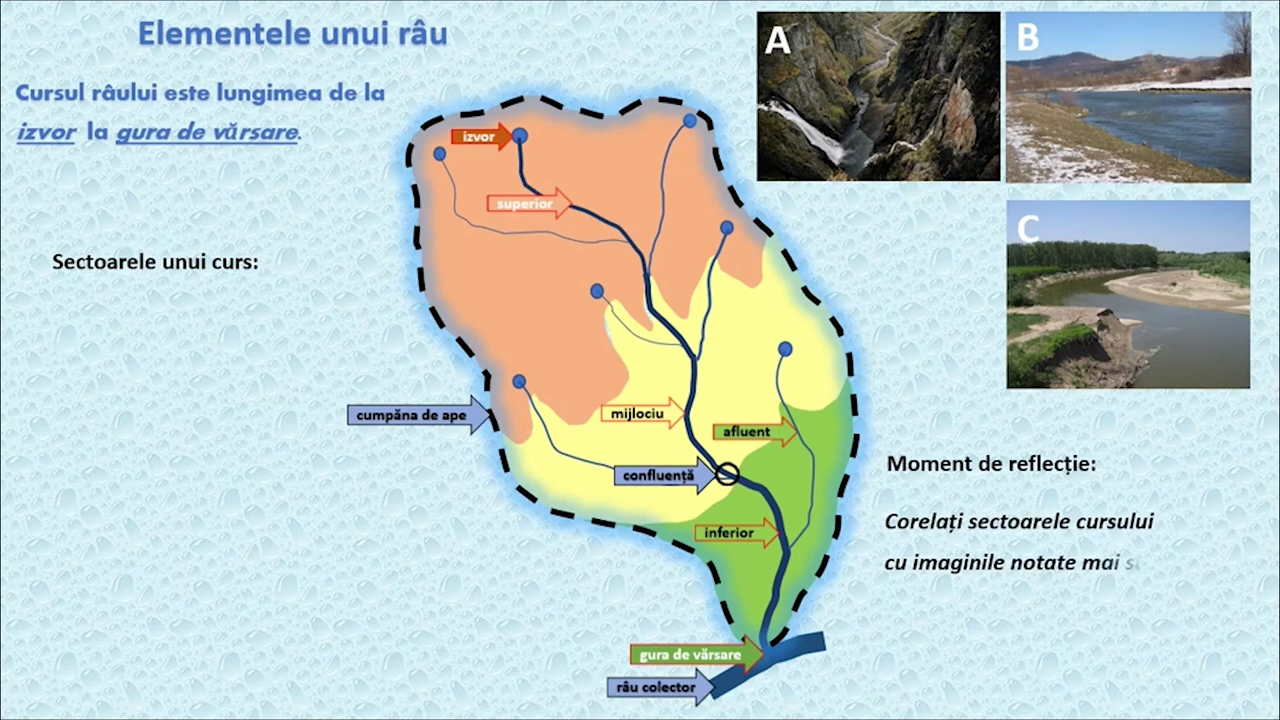 Elementele unui râu
Cursul râului este lungimea de la
izvor la gura de vărsare.
Sectoarele unui curs:
izvor
superior
cumpăna de ape
mijlociu
afluent
confluență
inferior
gura de vărsare
râu colector
A
B
C
Moment de reflecție:
Corelați sectoarele cursului
cu imaginile notate mai